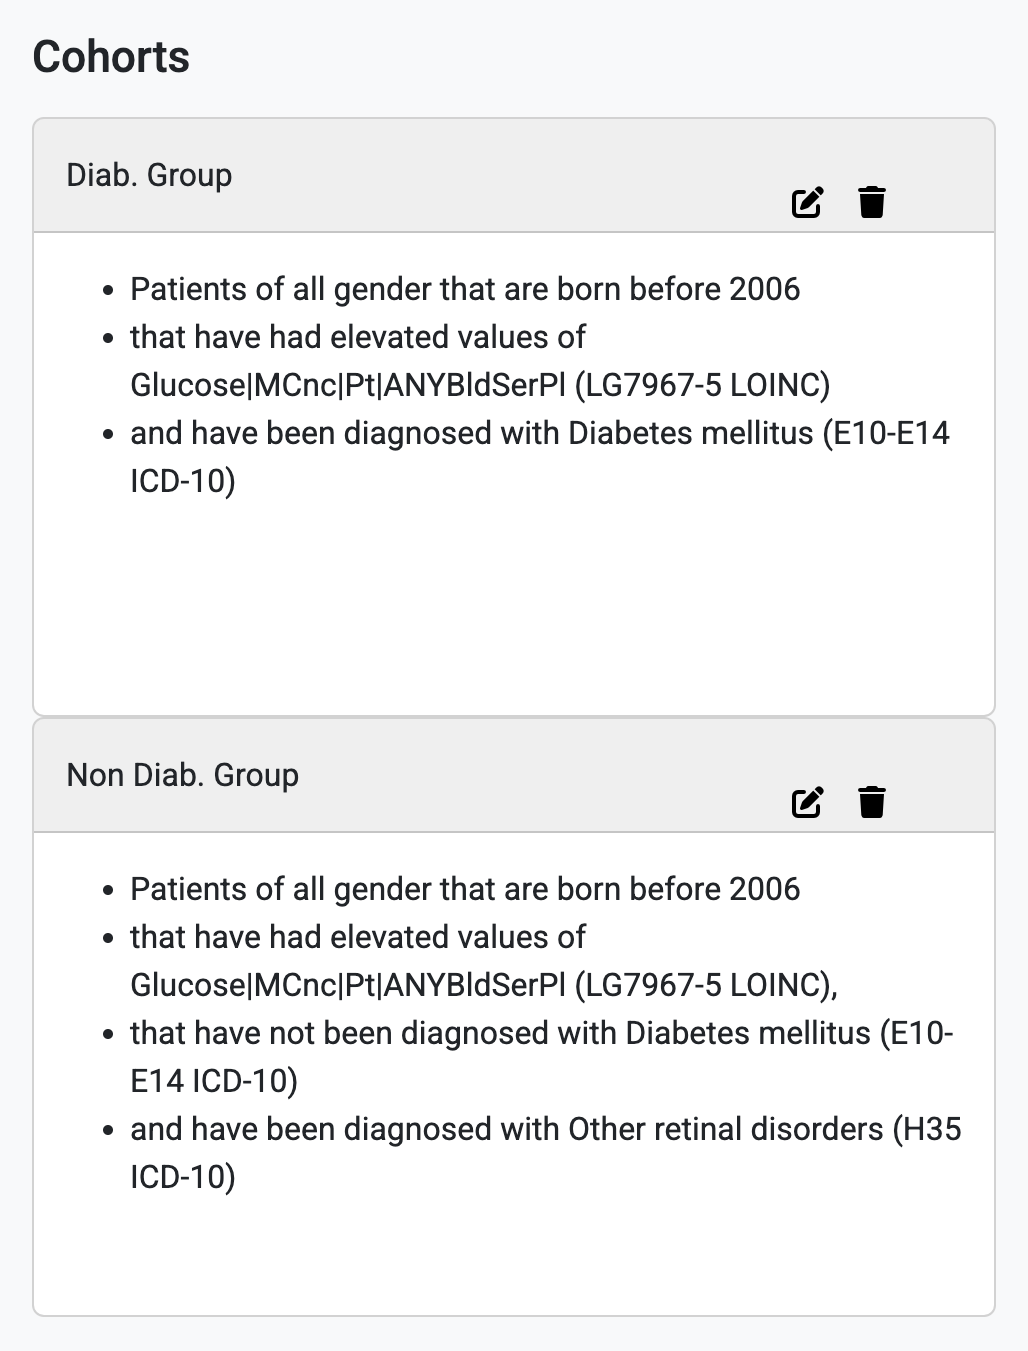 Cohorts
Diab. Group
• Patients of all gender that are born before 2006
• that have had elevated values of
Glucose|MCnc|Pt|ANYBldSerPl (LG7967-5 LOINC)
• and have been diagnosed with Diabetes mellitus (E10-E14
ICD-10)
Non Diab. Group
• Patients of all gender that are born before 2006
• that have had elevated values of
Glucose|MCnc|Pt|ANYBldSerPl (LG7967-5 LOINC),
• that have not been diagnosed with Diabetes mellitus (E10-
E14 ICD-10)
• and have been diagnosed with Other retinal disorders (H35
ICD-10)